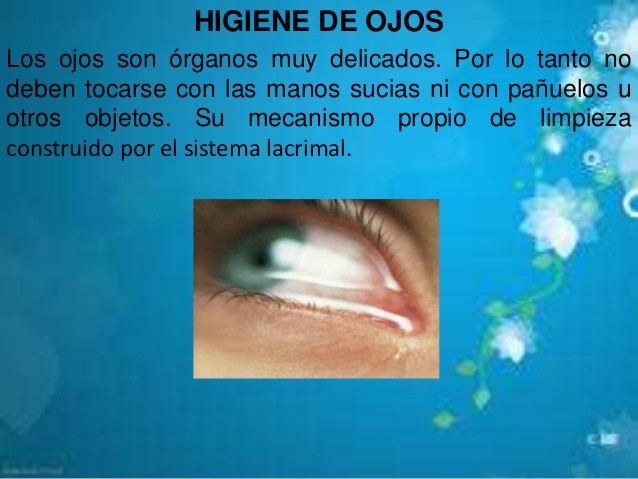 HIGIENE DE OJOS
Los ojos son órganos muy delicados. Por lo tanto no
deben tocarse con las manos sucias ni con pañuelos u
otros objetos. Su mecanismo propio de limpieza
construido por el sistema lacrimal.